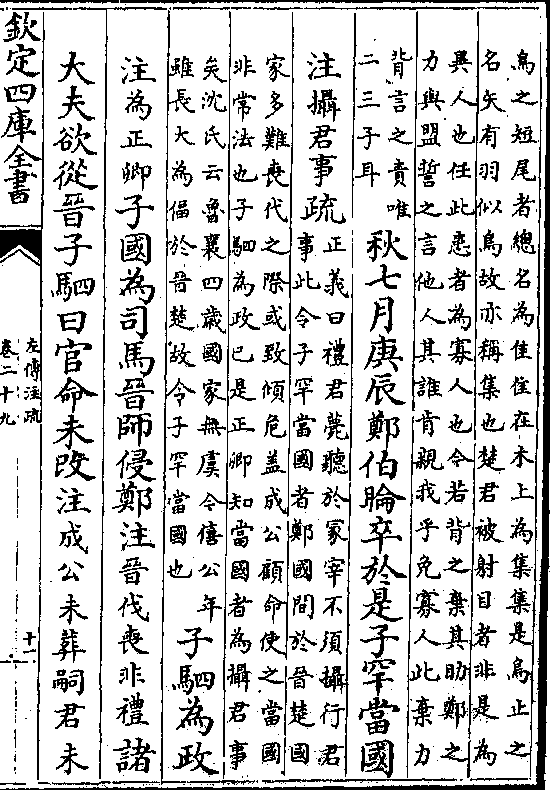 鳥之短尾者總名為隹隹在木上為集集是鳥止之
名矢有羽似鳥故亦稱集也楚君被射目者非是為
異人也任此患者為寡人也令若背之棄其助鄭之
力與盟誓之言他人其誰肯親我乎免寡人此棄力
背言之責唯
二三子耳
秋七月庚辰鄭伯睔卒於是子罕當國
注攝君事疏
正義曰禮君薨聽於冢宰不須攝行君
事此令子罕當國者鄭國間於晉楚國
家多難喪代之際或致傾危盖成公顧命使之當國
非常法也子駟為政已是正卿知當國者為攝君事
矣沈氏云魯襄四歲國家無虞令僖公年
雖長大為偪於晉楚故令子罕當國也
子駟為政
注為正卿子國為司馬晉師侵鄭注晉伐喪非禮諸
大夫欲從晉子駟曰官命未改注成公未葬嗣君未
欽定四庫全書
左傳注疏
卷二十九
十一